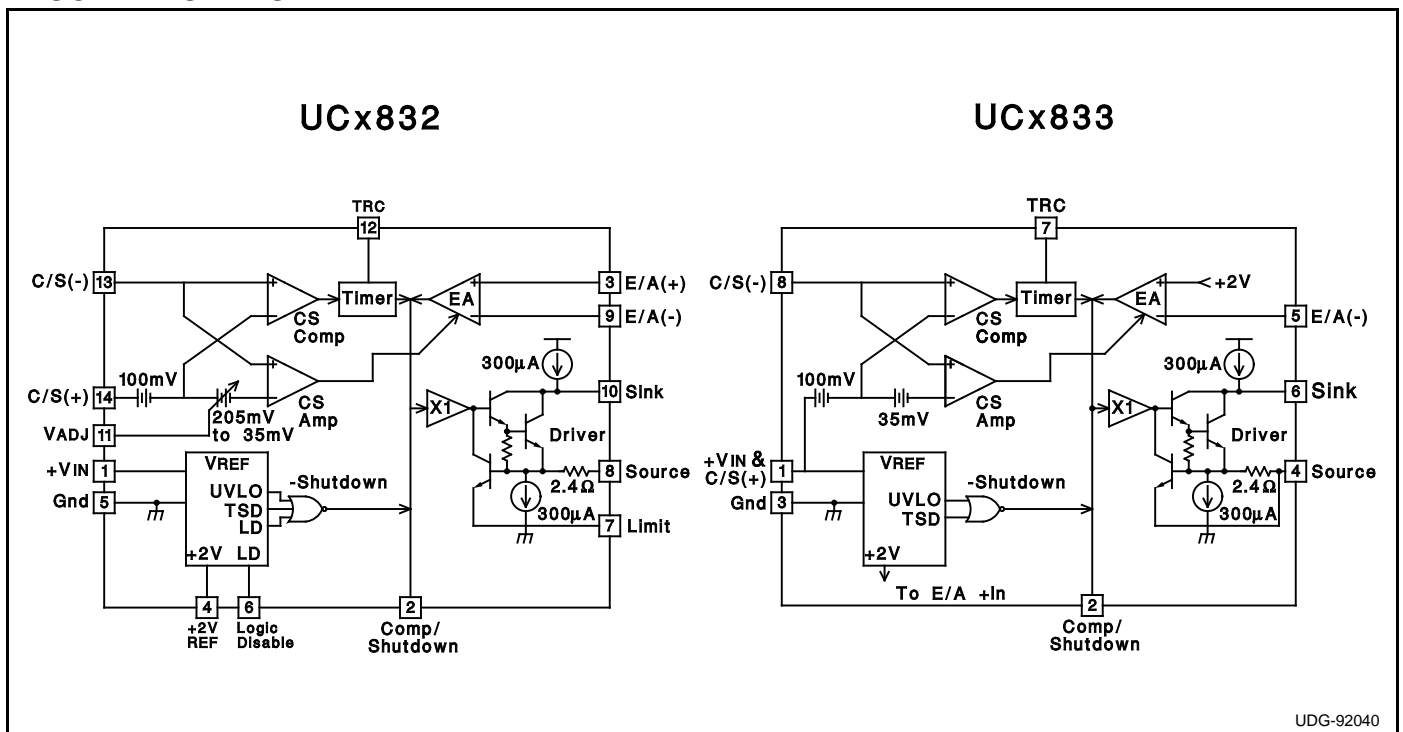 UCx832
TRC
12
C/S(-) 13
CS
Comp
Timer
EA
3 E/A(+)
9 E/A(-)
300μA
100mV
C/S(+) 14
205mV
to 35mV
CS
Amp
10 Sink
VADJ 11
X1
Driver
+VIN 1
VREF
-Shutdown
8 Source
2.4Ω
Gnd 5
UVLO
TSD
LD
300μA
7 Limit
+2V LD
4
6
2
+2V
REF
Logic
Disable
Comp/
Shutdown
UCx833
TRC
7
C/S(-) 8
CS
Comp
Timer
EA
+2V
5 E/A(-)
300μA
100mV
35mV
CS
Amp
6 Sink
X1
Driver
+VIN &
C/S(+)
1
VREF
-Shutdown
4 Source
2.4Ω
Gnd 3
UVLO
TSD
300μA
+2V
To E/A +In
2
Comp/
Shutdown
UDG-92040